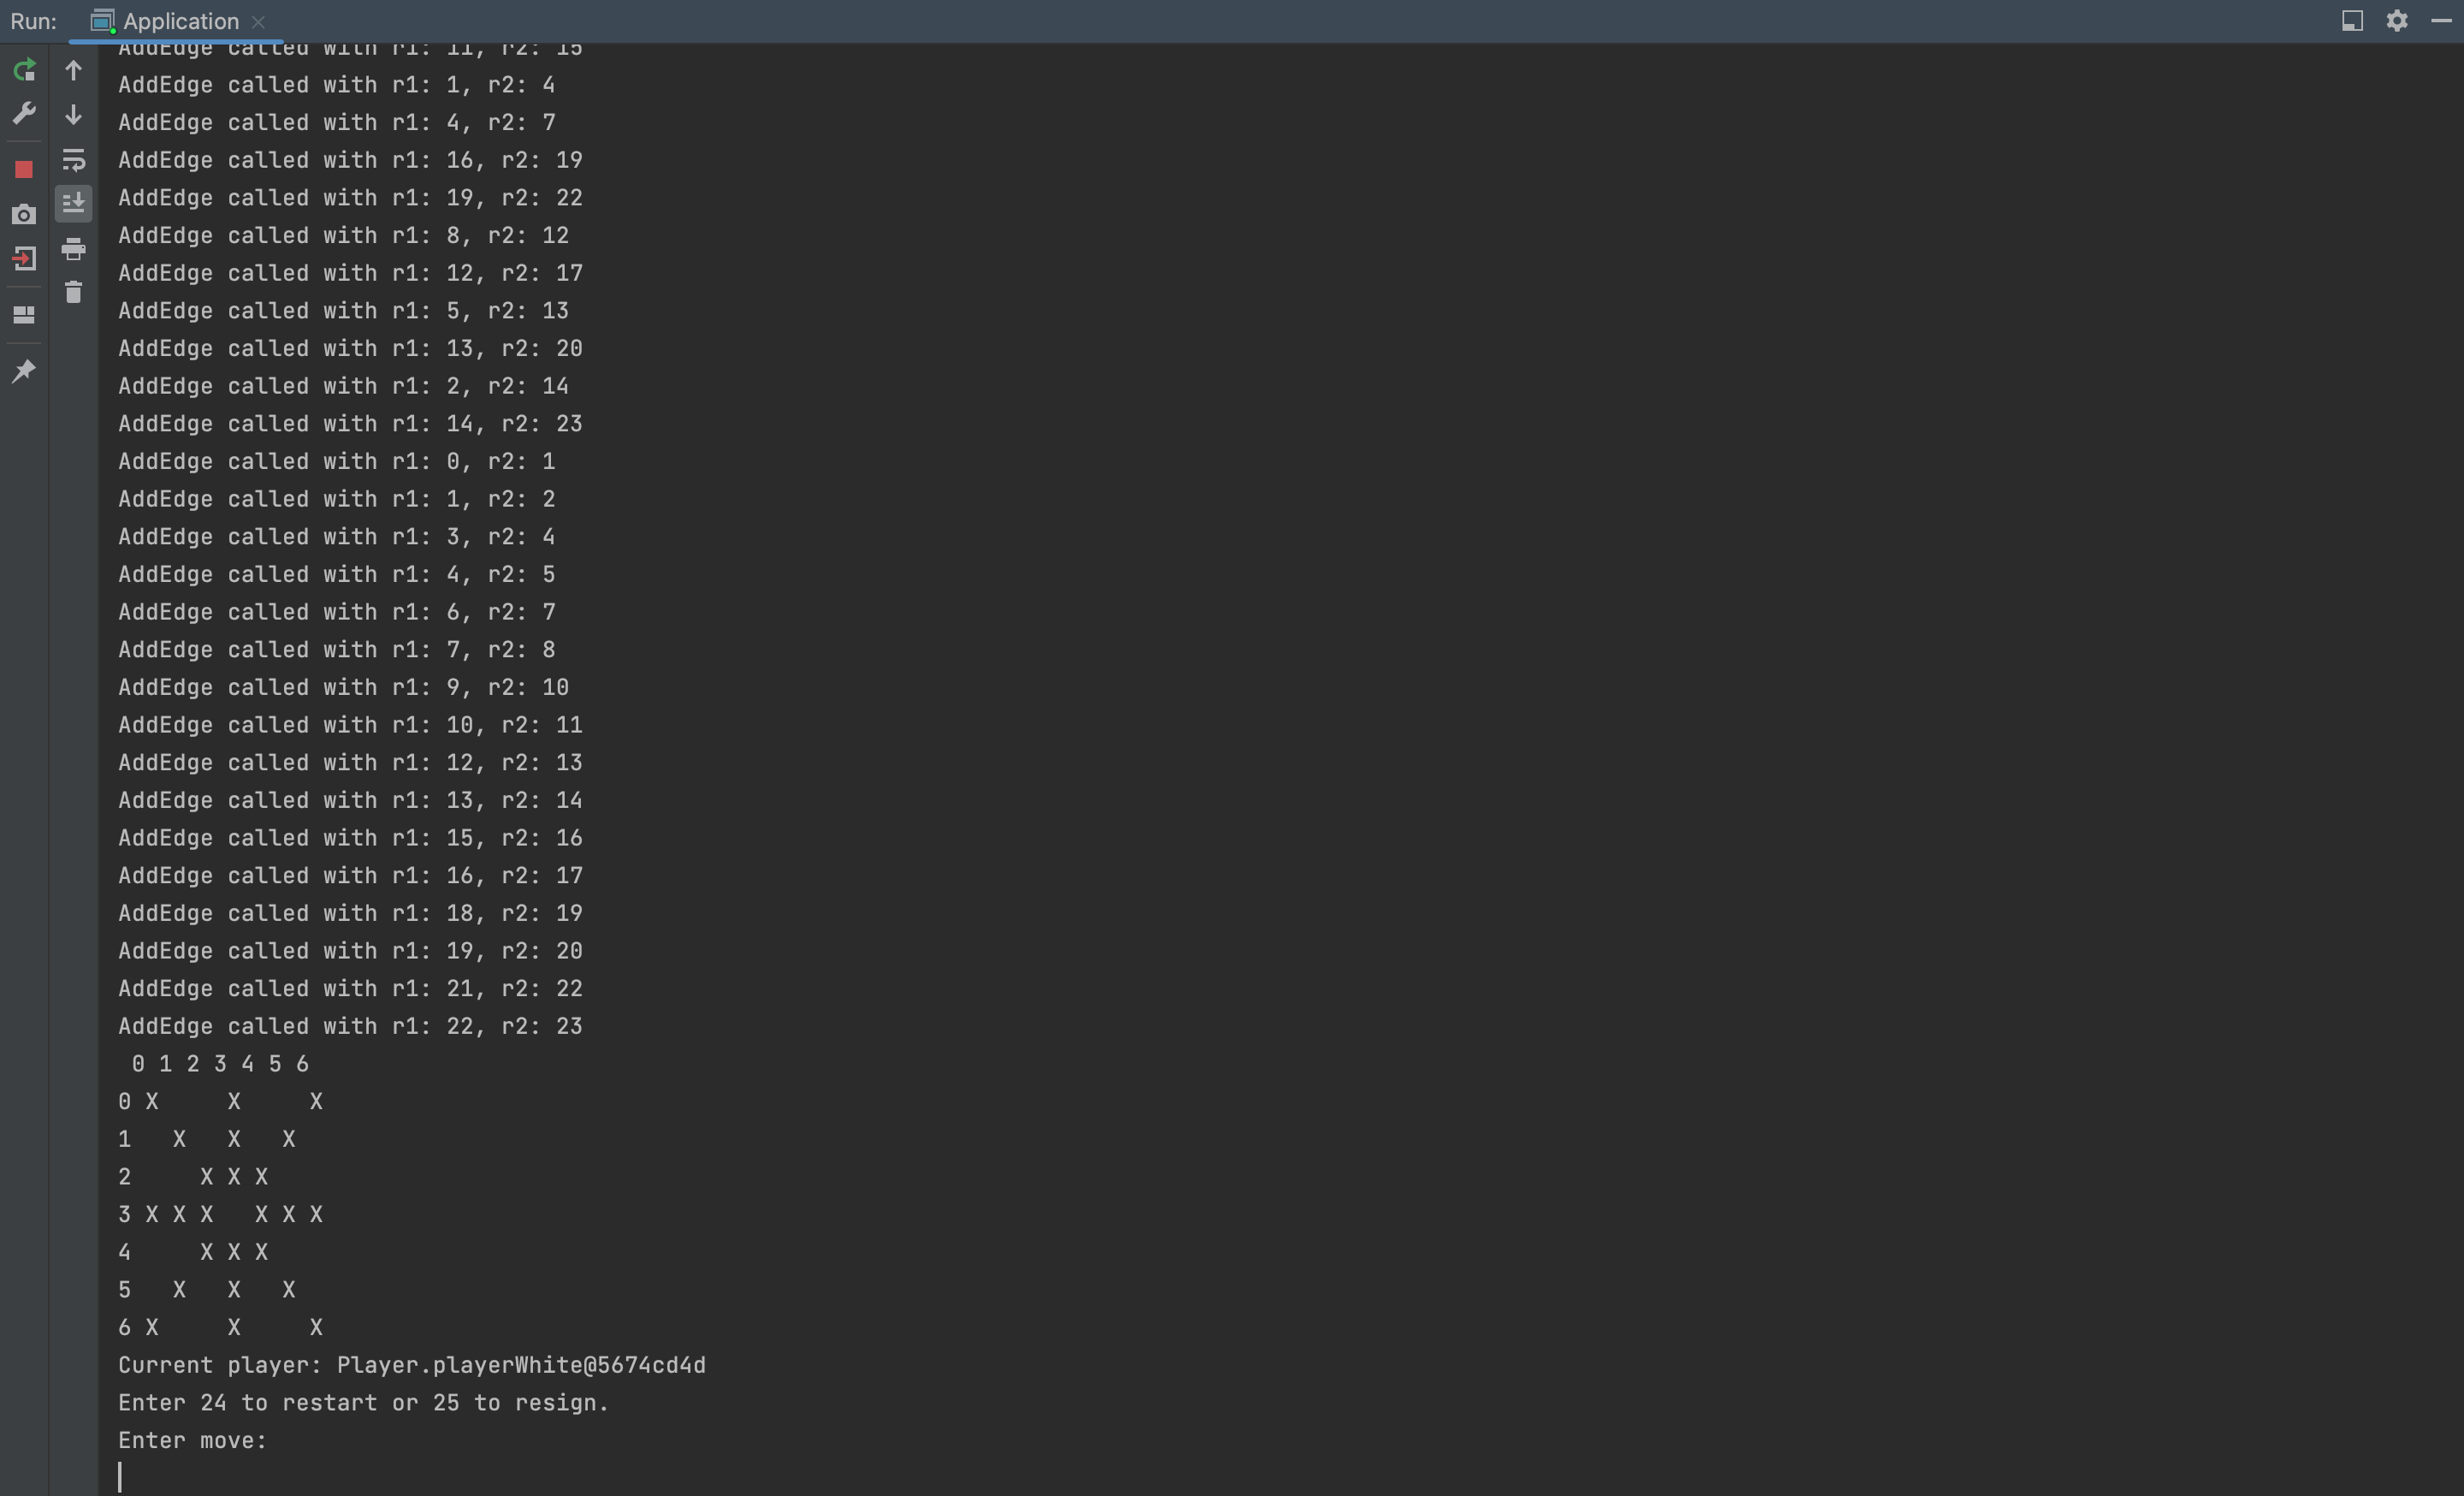 Run: Application
AddEdge called with r1: 11, r2: 15
AddEdge called with r1: 1, r2: 4
AddEdge called with r1: 4, r2: 7
AddEdge called with r1: 16, r2: 19
AddEdge called with r1: 19, r2: 22
AddEdge called with r1: 8, r2: 12
AddEdge called with r1: 12, r2: 17
AddEdge called with r1: 5, r2: 13
AddEdge called with r1: 13, r2: 20
AddEdge called with r1: 2, r2: 14
AddEdge called with r1: 14, r2: 23
AddEdge called with r1: 0, r2: 1
AddEdge called with r1: 1, r2: 2
AddEdge called with r1: 3, r2: 4
AddEdge called with r1: 4, r2: 5
AddEdge called with r1: 6, r2: 7
AddEdge called with r1: 7, r2: 8
AddEdge called with r1: 9, r2: 10
AddEdge called with r1: 10, r2: 11
AddEdge called with r1: 12, r2: 13
AddEdge called with r1: 13, r2: 14
AddEdge called with r1: 15, r2: 16
AddEdge called with r1: 16, r2: 17
AddEdge called with r1: 18, r2: 19
AddEdge called with r1: 19, r2: 20
AddEdge called with r1: 21, r2: 22
AddEdge called with r1: 22, r2: 23
 0 1 2 3 4 5 6
0 X     X     X
1   X   X   X
2     X X X
3 X X X   X X X
4     X X X
5   X   X   X
6 X     X     X
Current player: Player.playerWhite@5674cd4d
Enter 24 to restart or 25 to resign.
Enter move: